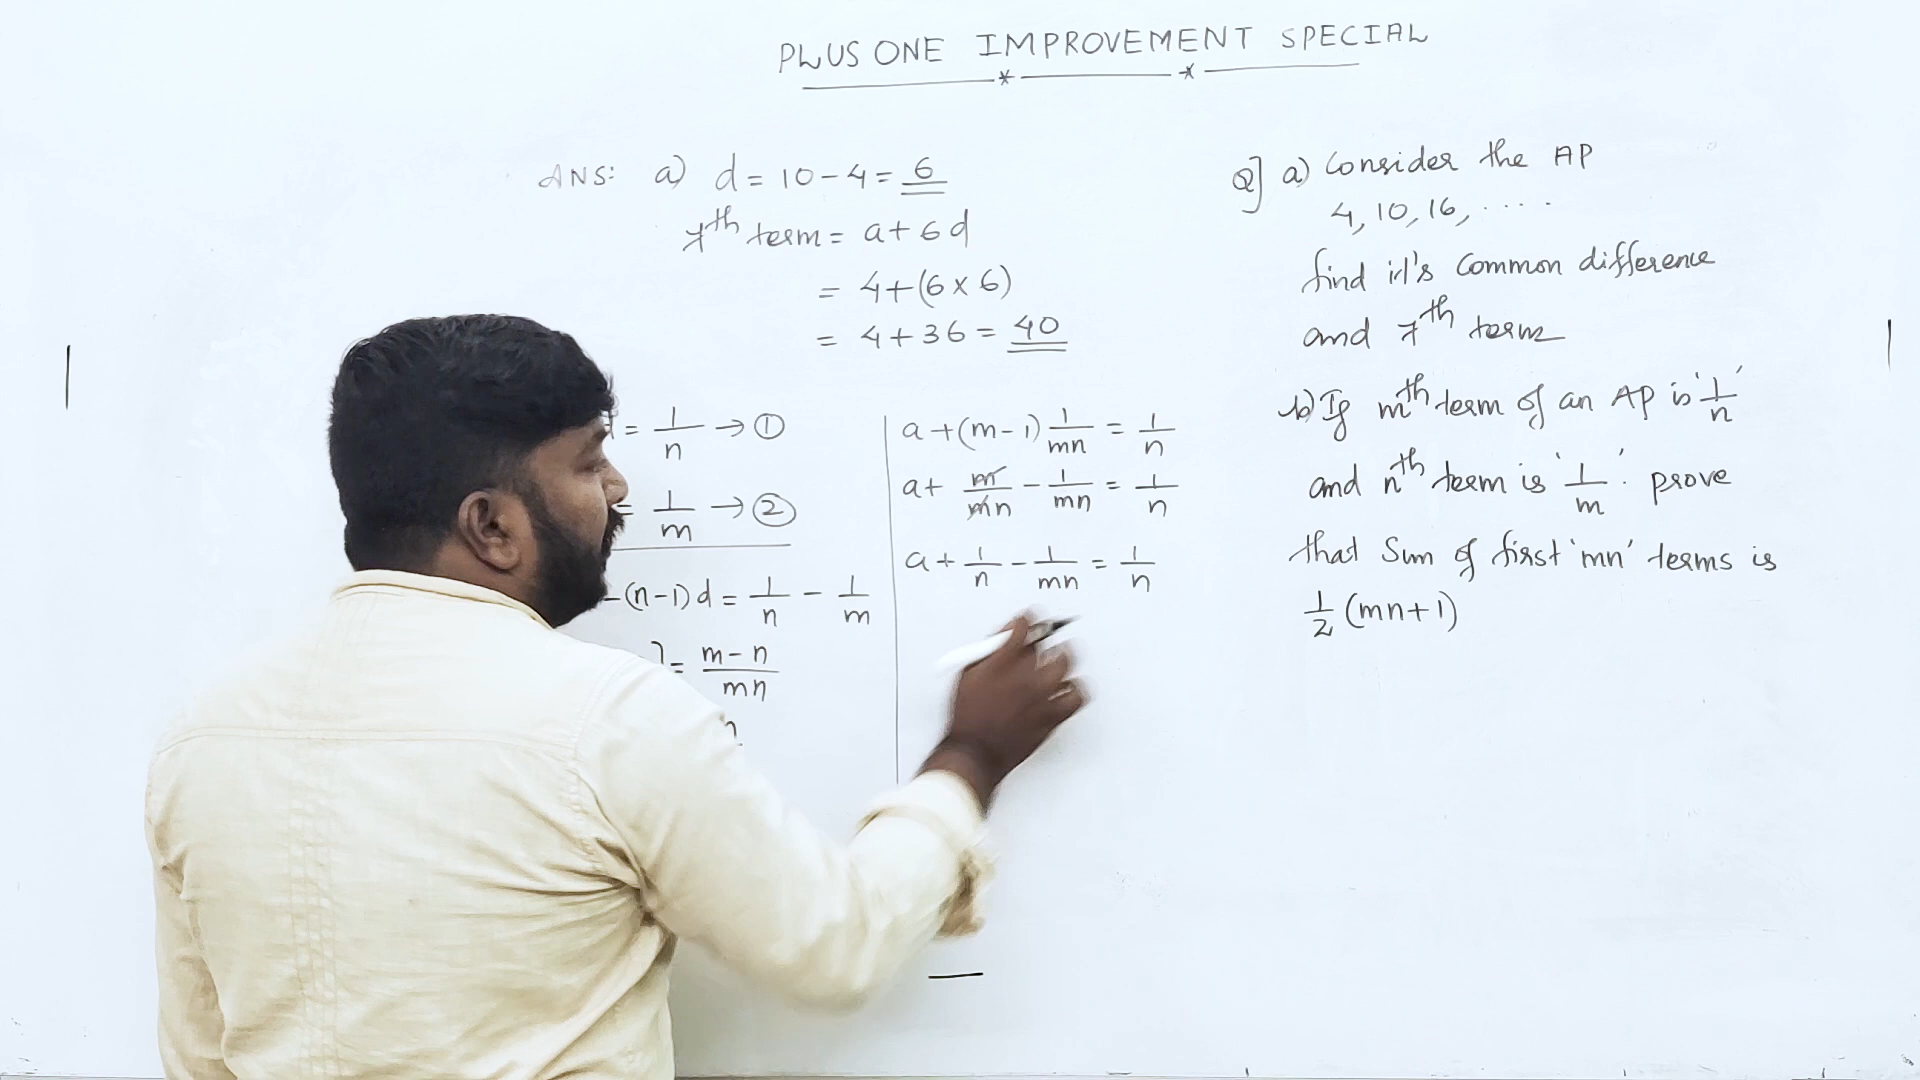 PLUS ONE IMPROVEMENT SPECIAL
ANS: a) d = 10 - 4 = 6
7th term = a + 6d
= 4 + (6 × 6)
= 4 + 36 = 40
= 1/n → ①
= 1/m → ②
-(n-1)d = 1/n - 1/m
= m-n/mn
a + (m-1) 1/mn = 1/n
a + m/mn - 1/mn = 1/n
a + 1/n - 1/mn = 1/n
Q] a) Consider the AP
4, 10, 16, .....
find it's common difference
and 7th term
b) If mth term of an AP is '1/n'
and nth term is '1/m'. prove
that sum of first 'mn' terms is
1/2 (mn+1)